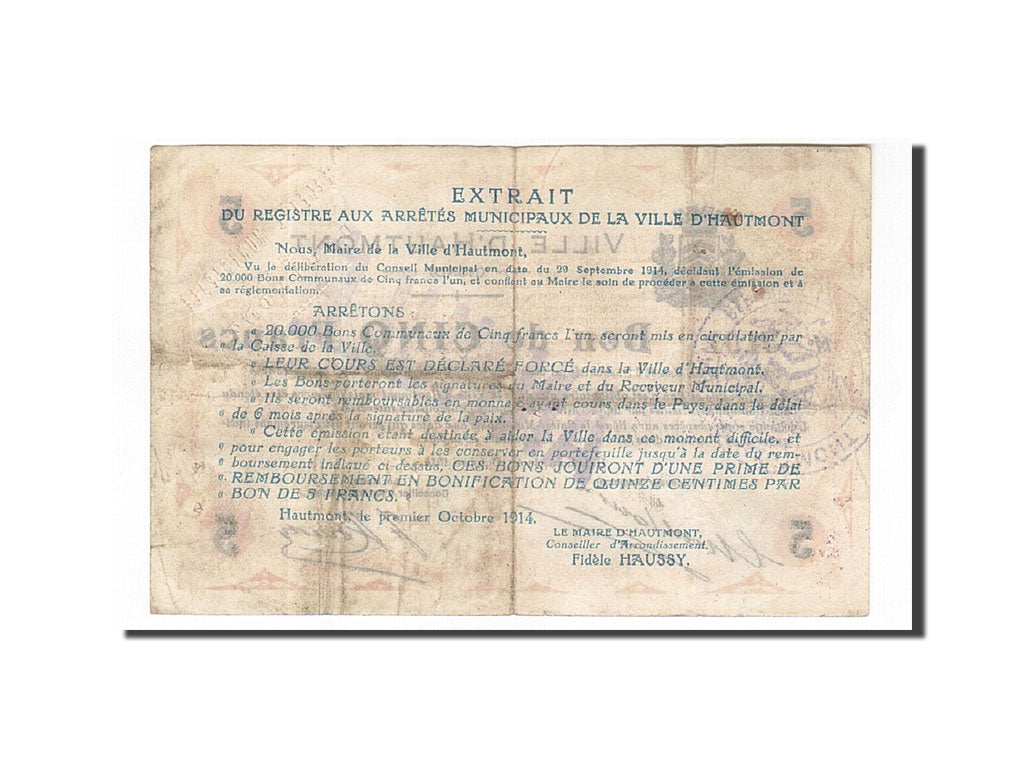 EXTRAIT
DU REGISTRE AUX ARRÊTÉS MUNICIPAUX DE LA VILLE D'HAUTMONT
Nous, Maire de la Ville d'Hautmont,
Vu la délibération du Conseil Municipal en date du 29 Septembre 1914, décidant l'émission de
20.000 Bons Communaux de Cinq francs l'un, et confiant au Maire le soin de procéder à cette émission et à
sa réglementation.
ARRÊTONS :
« 20.000 Bons Communaux de Cinq francs l'un, seront mis en circulation par
« la Caisse de la Ville.
« LEUR COURS EST DÉCLARÉ FORCÉ dans la Ville d'Hautmont.
« Les Bons porteront les signatures Maire et du Receveur Municipal.
« Ils seront remboursables en monnaie ayant cours dans le Pays, dans le délai
« de 6 mois après la signature de la paix.
« Cette émission étant destinée à aider la Ville dans ce moment difficile, et
« pour engager les porteurs à les conserver en portefeuille jusqu'à la date du rem-
« boursement indiqué ci-dessus, CES BONS JOUIRONT D'UNE PRIME DE
« REMBOURSEMENT EN BONIFICATION DE QUINZE CENTIMES PAR
« BON DE 5 FRANCS. »
Hautmont, le premier Octobre 1914.
LE MAIRE D'HAUTMONT,
Conseiller d'Arrondissement,
Fidèle HAUSSY.